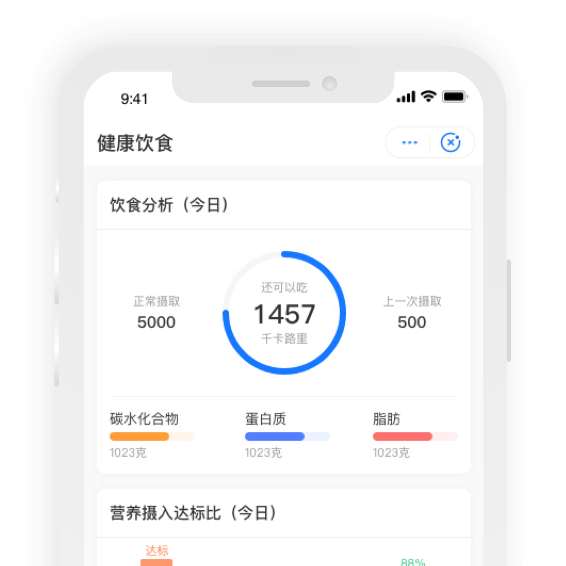 9:41
健康饮食
饮食分析（今日）
还可以吃
正常摄取
上一次摄取
1457
5000
500
千卡路里
碳水化合物
蛋白质
脂肪
1023克
1023克
1023克
营养摄入达标比（今日）
达标
88%